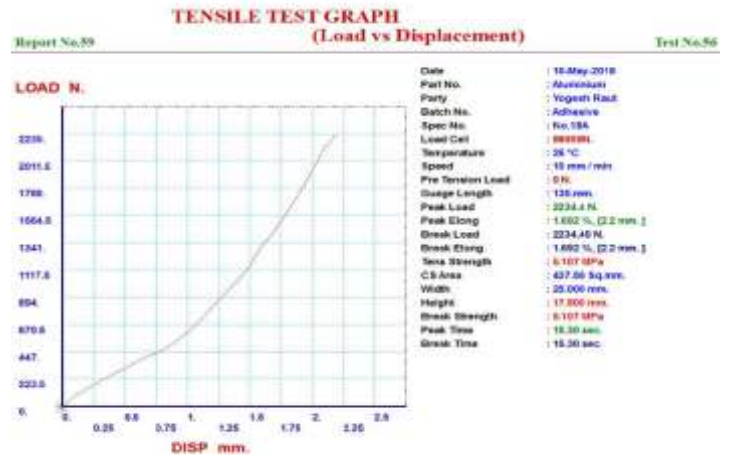 TENSILE TEST GRAPH
(Load vs Displacement)
Report No.59
Test No.56
LOAD N.
2235.
2011.5
1788.
1564.5
1341.
1117.5
894.
670.5
447.
223.5
0.
0. 0.25 0.5 0.75 1. 1.25 1.5 1.75 2. 2.25 2.5
DISP mm.
Date : 10-May-2018
Part No. : Aluminium
Party : Yogesh Raut
Batch No. : Adhesive
Spec No. : No.18A
Load Cell :
Temperature : 25 °C
Speed : 10 mm / min
Pre Tension Load : 0 N.
Guage Length : 130 mm.
Peak Load : 2234.4 N.
Peak Elong : 1.692 %, [2.2 mm. ]
Break Load : 2234.40 N.
Break Elong : 1.692 %, [2.2 mm. ]
Tens Strength : 5.107 MPa
CS Area : 437.50 Sq.mm.
Width : 25.000 mm.
Height : 17.500 mm.
Break Strength : 5.107 MPa
Peak Time : 15.30 sec.
Break Time : 15.30 sec.